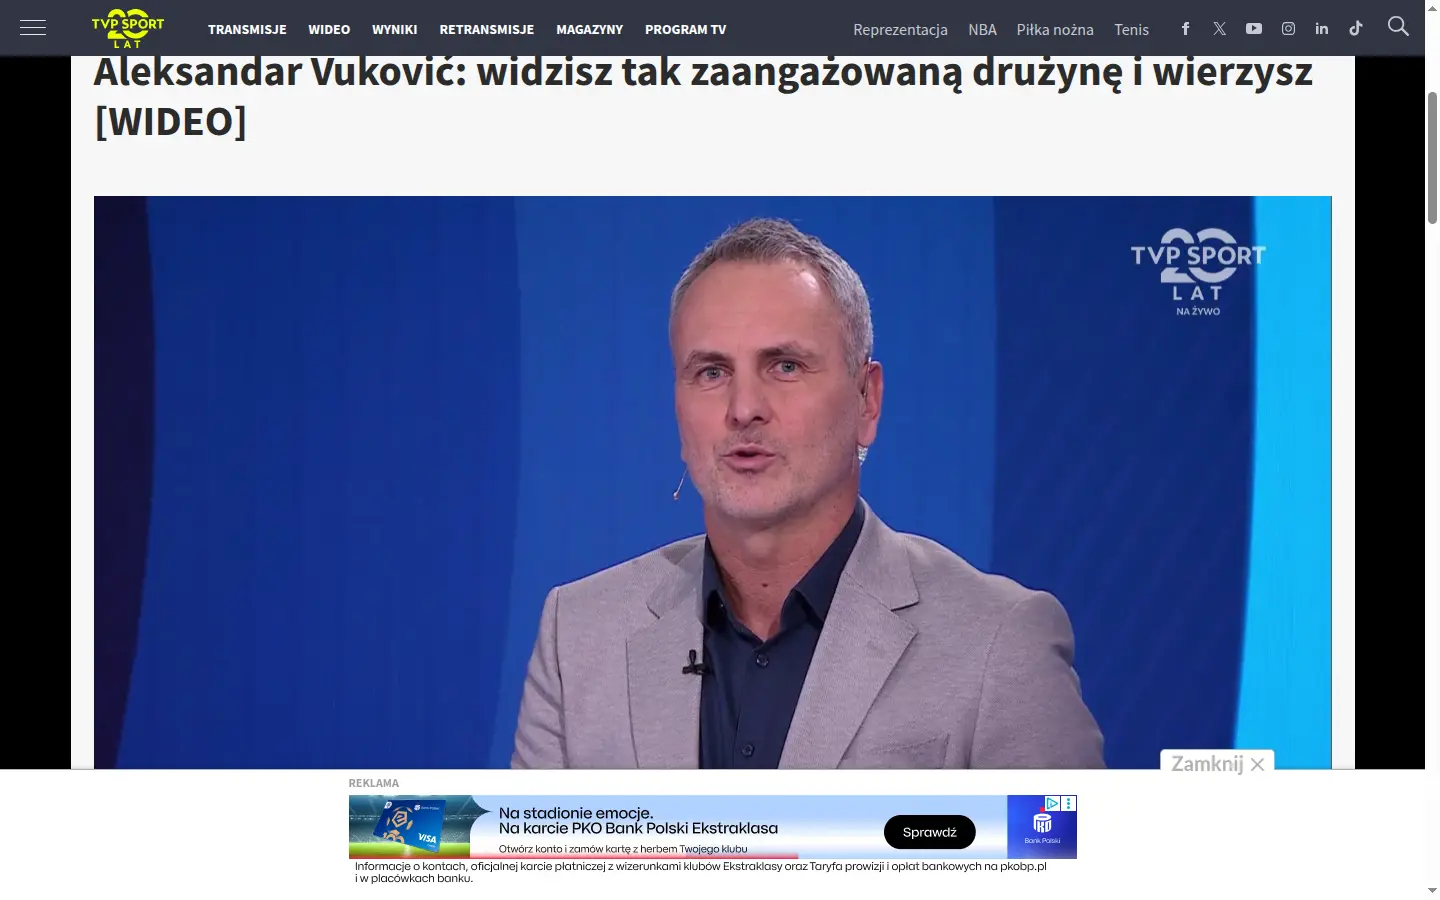 TVP SPORT
20
LAT
TRANSMISJE
WIDEO
WYNIKI
RETRANSMISJE
MAGAZYNY
PROGRAM TV
Reprezentacja
NBA
Piłka nożna
Tenis
Aleksandar Vuković: widzisz tak zaangażowaną drużynę i wierzysz
[WIDEO]
20
TVP SPORT
LAT
NA ŻYWO
Zamknij
REKLAMA
VISA
Na stadionie emocje.
Na karcie PKO Bank Polski Ekstraklasa
Otwórz konto i zamów kartę z herbem Twojego klubu
Sprawdź
Bank Polski
Informacje o kontach, oficjalnej karcie płatniczej z wizerunkami klubów Ekstraklasy oraz Taryfa prowizji i opłat bankowych na pkobp.pl
i w placówkach banku.